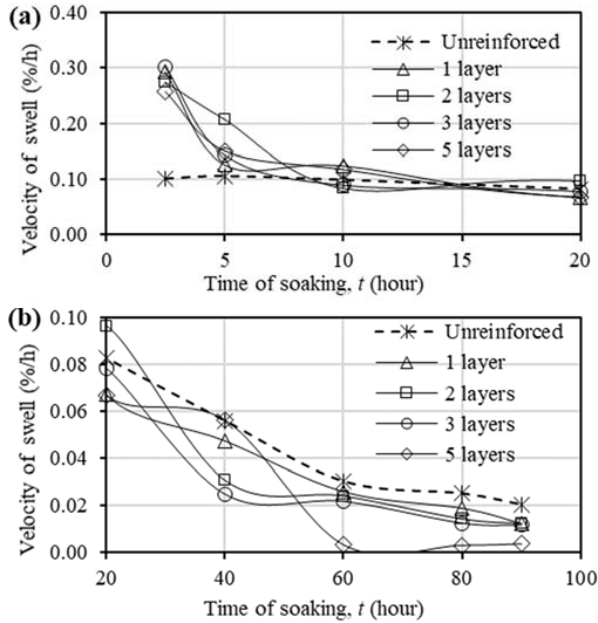 (a)
Velocity of swell (%/h)
0.40
0.30
0.20
0.10
0.00
Unreinforced
1 layer
2 layers
3 layers
5 layers
0 5 10 15 20
Time of soaking, t (hour)
(b)
Velocity of swell (%/h)
0.10
0.08
0.06
0.04
0.02
0.00
Unreinforced
1 layer
2 layers
3 layers
5 layers
20 40 60 80 100
Time of soaking, t (hour)